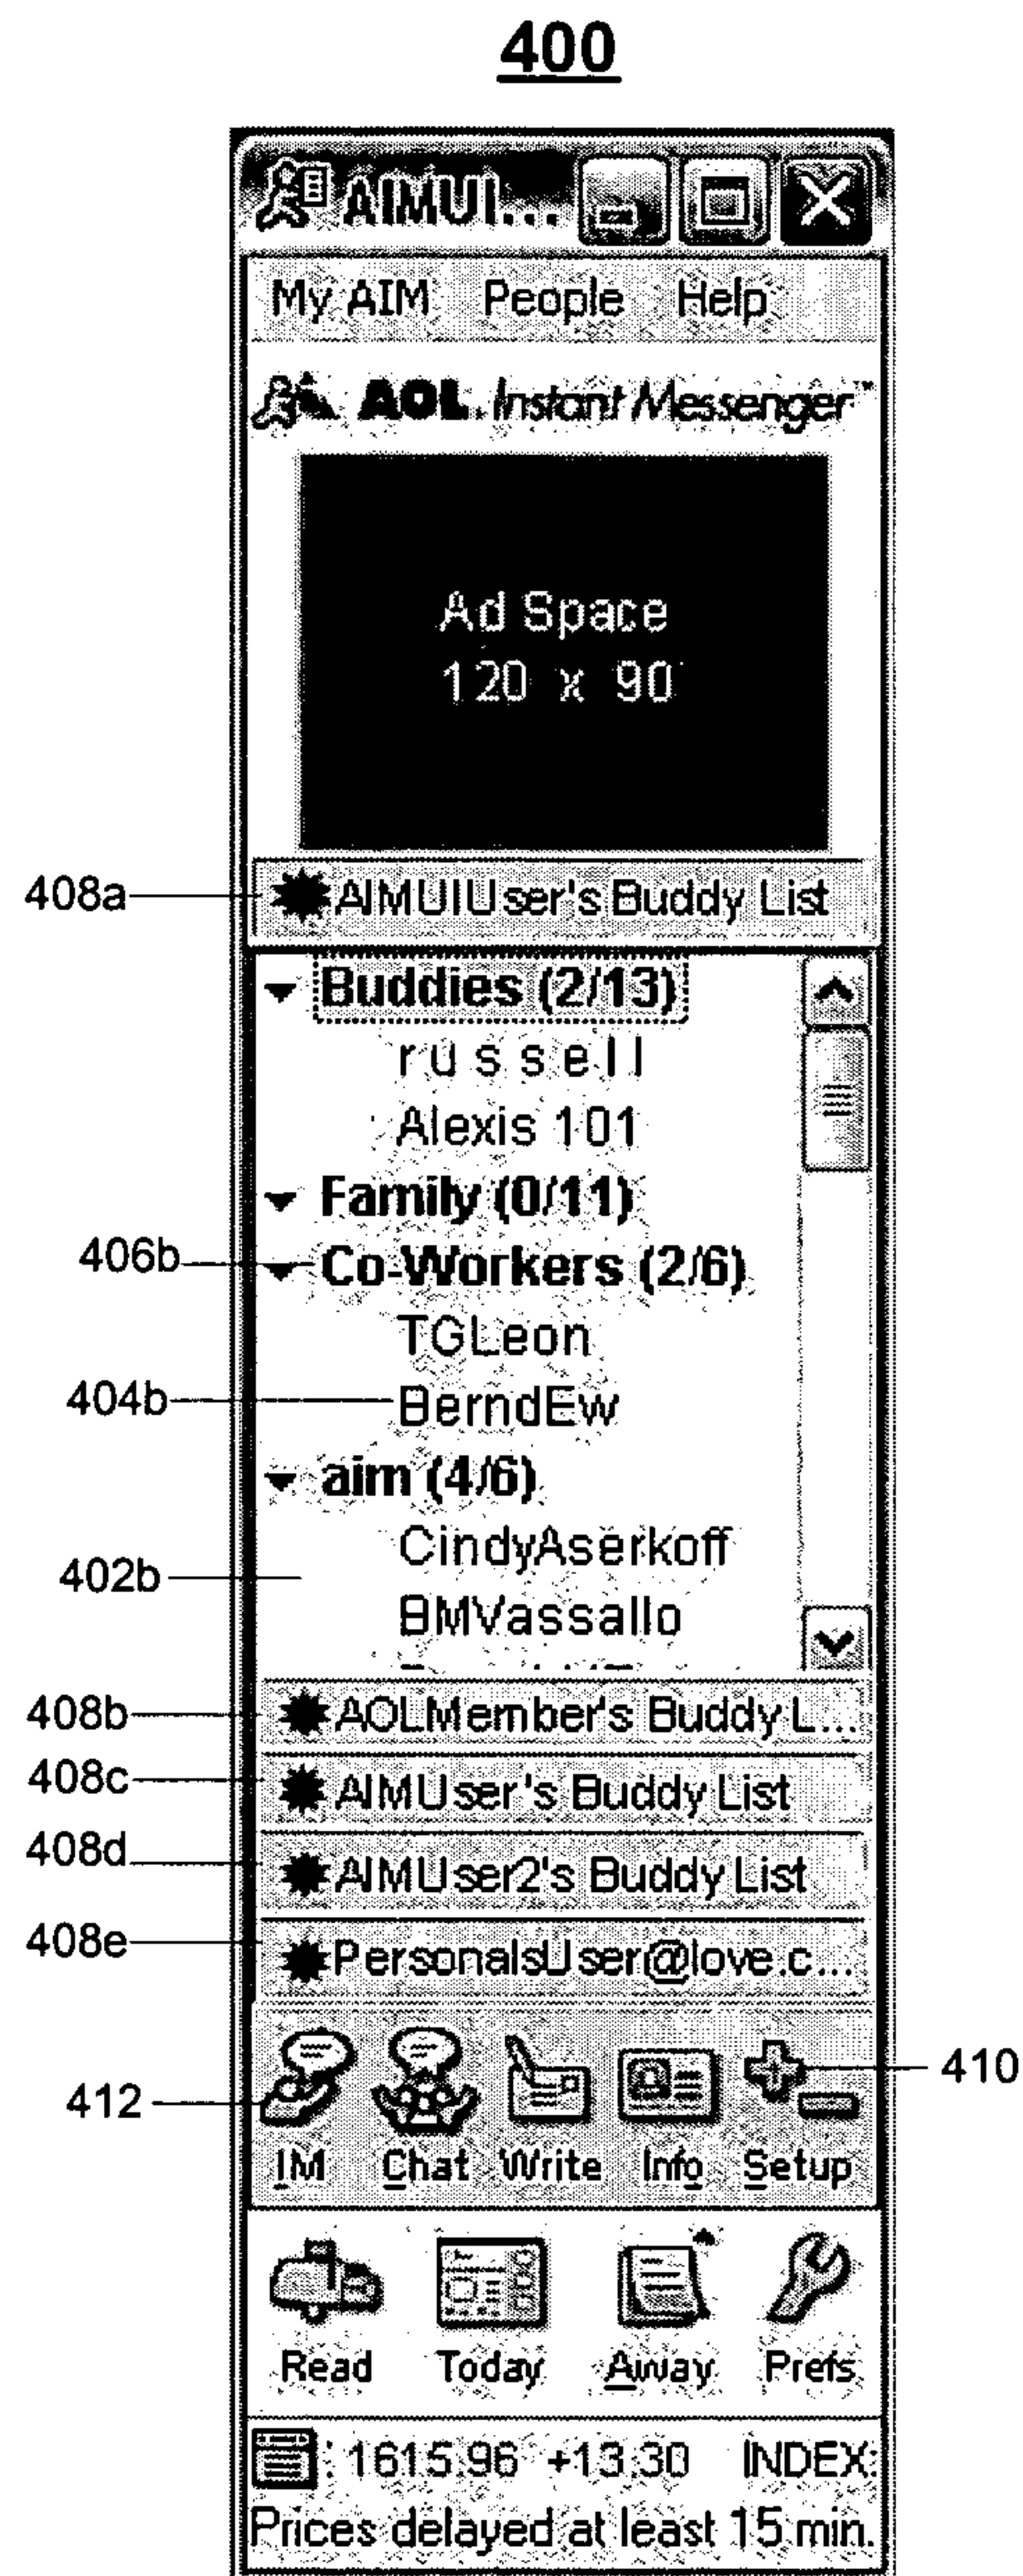 400
AIMUI...
My AIM People Help
AOL Instant Messenger™
Ad Space
120 x 90
408a AIMUIUser's Buddy List
Buddies (2/13)
russell
Alexis 101
Family (0/11)
406b Co-Workers (2/6)
TGLeon
404b BerndEw
aim (4/6)
CindyAserkoff
402b
BMVassallo
408b AOLMember's Buddy L...
408c AIMUser's Buddy List
408d AIMUser2's Buddy List
408e PersonalsUser@love.c...
410
412
IM Chat Write Info Setup
Read Today Away Prefs
: 1615.96 +13.30 INDEX:
Prices delayed at least 15 min.